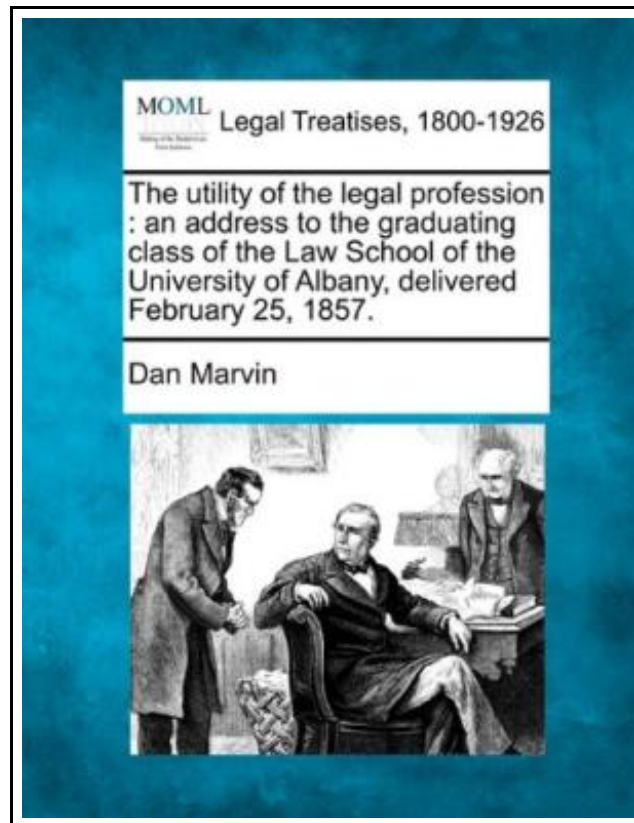 MOML
Legal Treatises, 1800-1926
The utility of the legal profession
: an address to the graduating
class of the Law School of the
University of Albany, delivered
February 25, 1857.
Dan Marvin